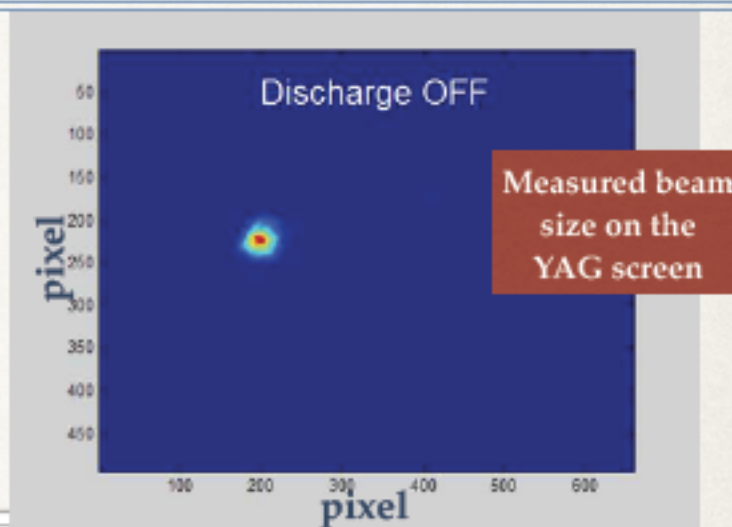 Discharge OFF
Measured beam
size on the
YAG screen
pixel
50
100
150
200
250
300
350
400
450
100
200
300
400
500
600
pixel